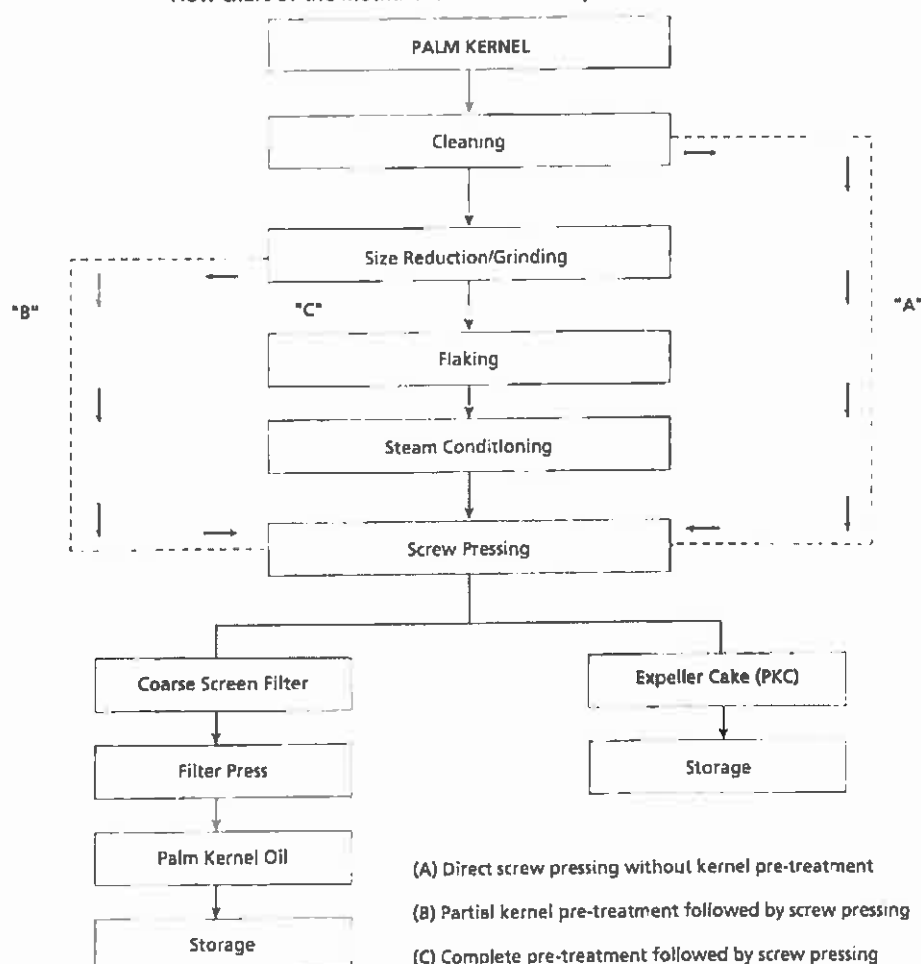 PALM KERNEL
Cleaning
Size Reduction/Grinding
"B"
"C"
"A"
Flaking
Steam Conditioning
Screw Pressing
Coarse Screen Filter
Expeller Cake (PKC)
Filter Press
Storage
Palm Kernel Oil
(A) Direct screw pressing without kernel pre-treatment
(B) Partial kernel pre-treatment followed by screw pressing
Storage
(C) Complete pre-treatment followed by screw pressing